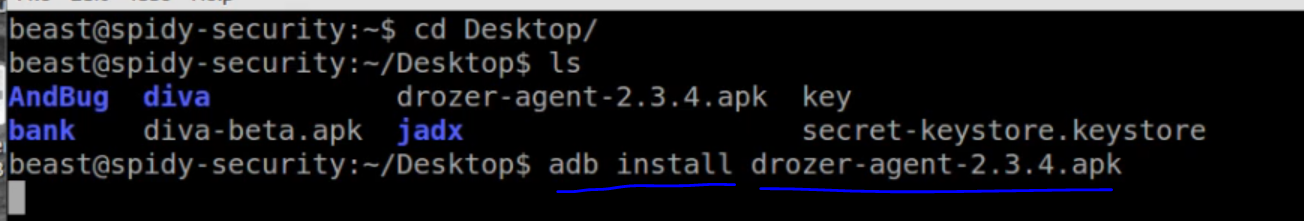 beast@spidy-security:~$ cd Desktop/
beast@spidy-security:~/Desktop$ ls
AndBug  diva            drozer-agent-2.3.4.apk  key
bank    diva-beta.apk  jadx                    secret-keystore.keystore
beast@spidy-security:~/Desktop$ adb install drozer-agent-2.3.4.apk